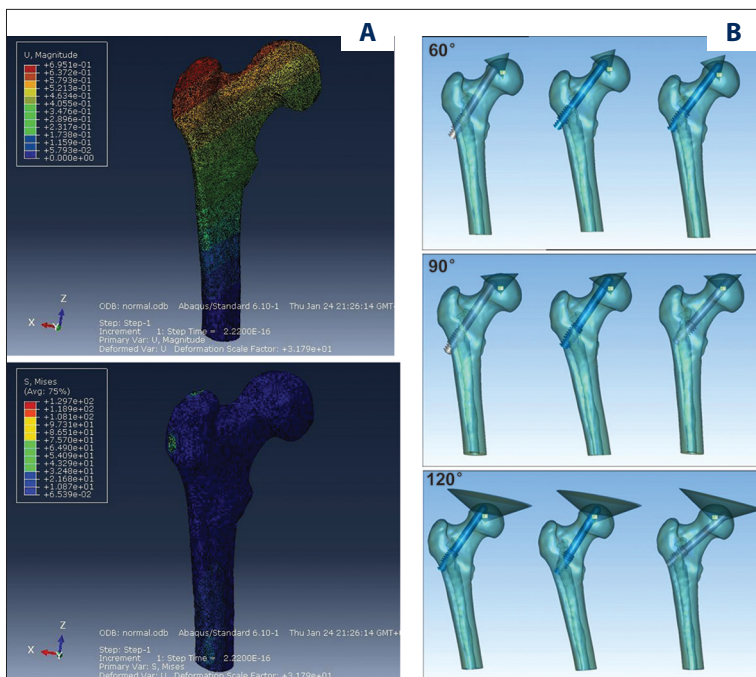 A
U, Magnitude
+6.951e-01
+6.372e-01
+5.793e-01
+5.213e-01
+4.634e-01
+4.055e-01
+3.476e-01
+2.896e-01
+2.317e-01
+1.738e-01
+1.159e-01
+5.793e-02
+0.000e+00
Z
X
Y
ODB: normal.odb Abaqus/Standard 6.10-1 Thu Jan 24 21:26:14 GMT
Step: Step-1
Increment 1: Step Time = 2.2200E-16
Primary Var: U, Magnitude
Deformed Var: U Deformation Scale Factor: +3.179e+01
S, Mises
(Avg: 75%)
+1.297e+02
+1.189e+02
+1.081e+02
+9.731e+01
+8.651e+01
+7.570e+01
+6.490e+01
+5.409e+01
+4.329e+01
+3.248e+01
+2.168e+01
+1.087e+01
+6.539e-02
Z
X
Y
ODB: normal.odb Abaqus/Standard 6.10-1 Thu Jan 24 21:26:14 GMT+
Step: Step-1
Increment 1: Step Time = 2.2200E-16
Primary Var: S, Mises
B
60°
90°
120°